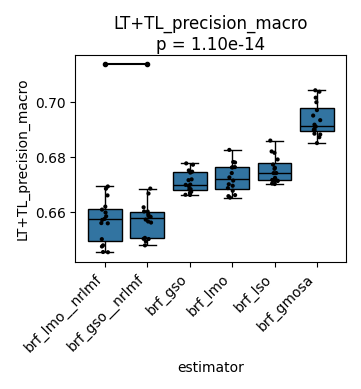 LT+TL_precision_macro
p = 1.10e-14
LT+TL_precision_macro
0.70
0.68
0.66
brf_lmo__nrlmf
brf_gso__nrlmf
brf_gso
brf_lmo
brf_lso
brf_gmosa
estimator